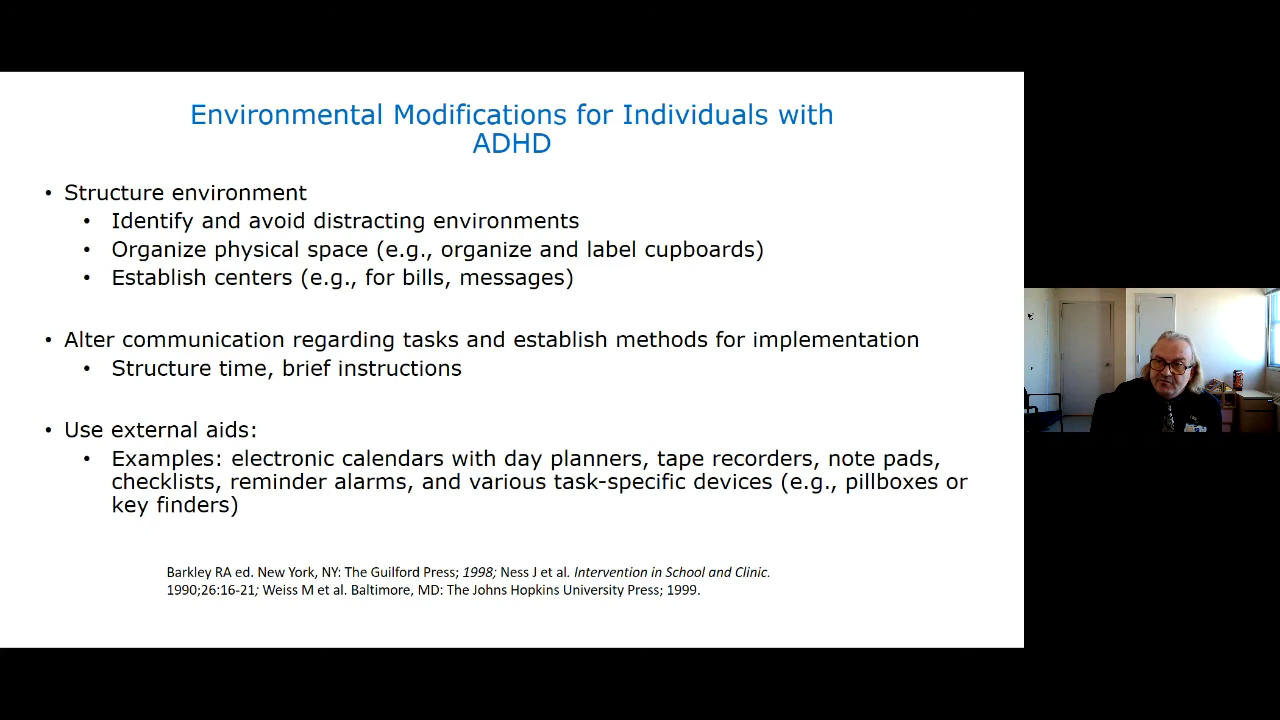 Environmental Modifications for Individuals with
ADHD
• Structure environment
• Identify and avoid distracting environments
• Organize physical space (e.g., organize and label cupboards)
• Establish centers (e.g., for bills, messages)
• Alter communication regarding tasks and establish methods for implementation
• Structure time, brief instructions
• Use external aids:
• Examples: electronic calendars with day planners, tape recorders, note pads,
checklists, reminder alarms, and various task-specific devices (e.g., pillboxes or
key finders)
Barkley RA ed. New York, NY: The Guilford Press; 1998; Ness J et al. Intervention in School and Clinic.
1990;26:16-21; Weiss M et al. Baltimore, MD: The Johns Hopkins University Press; 1999.